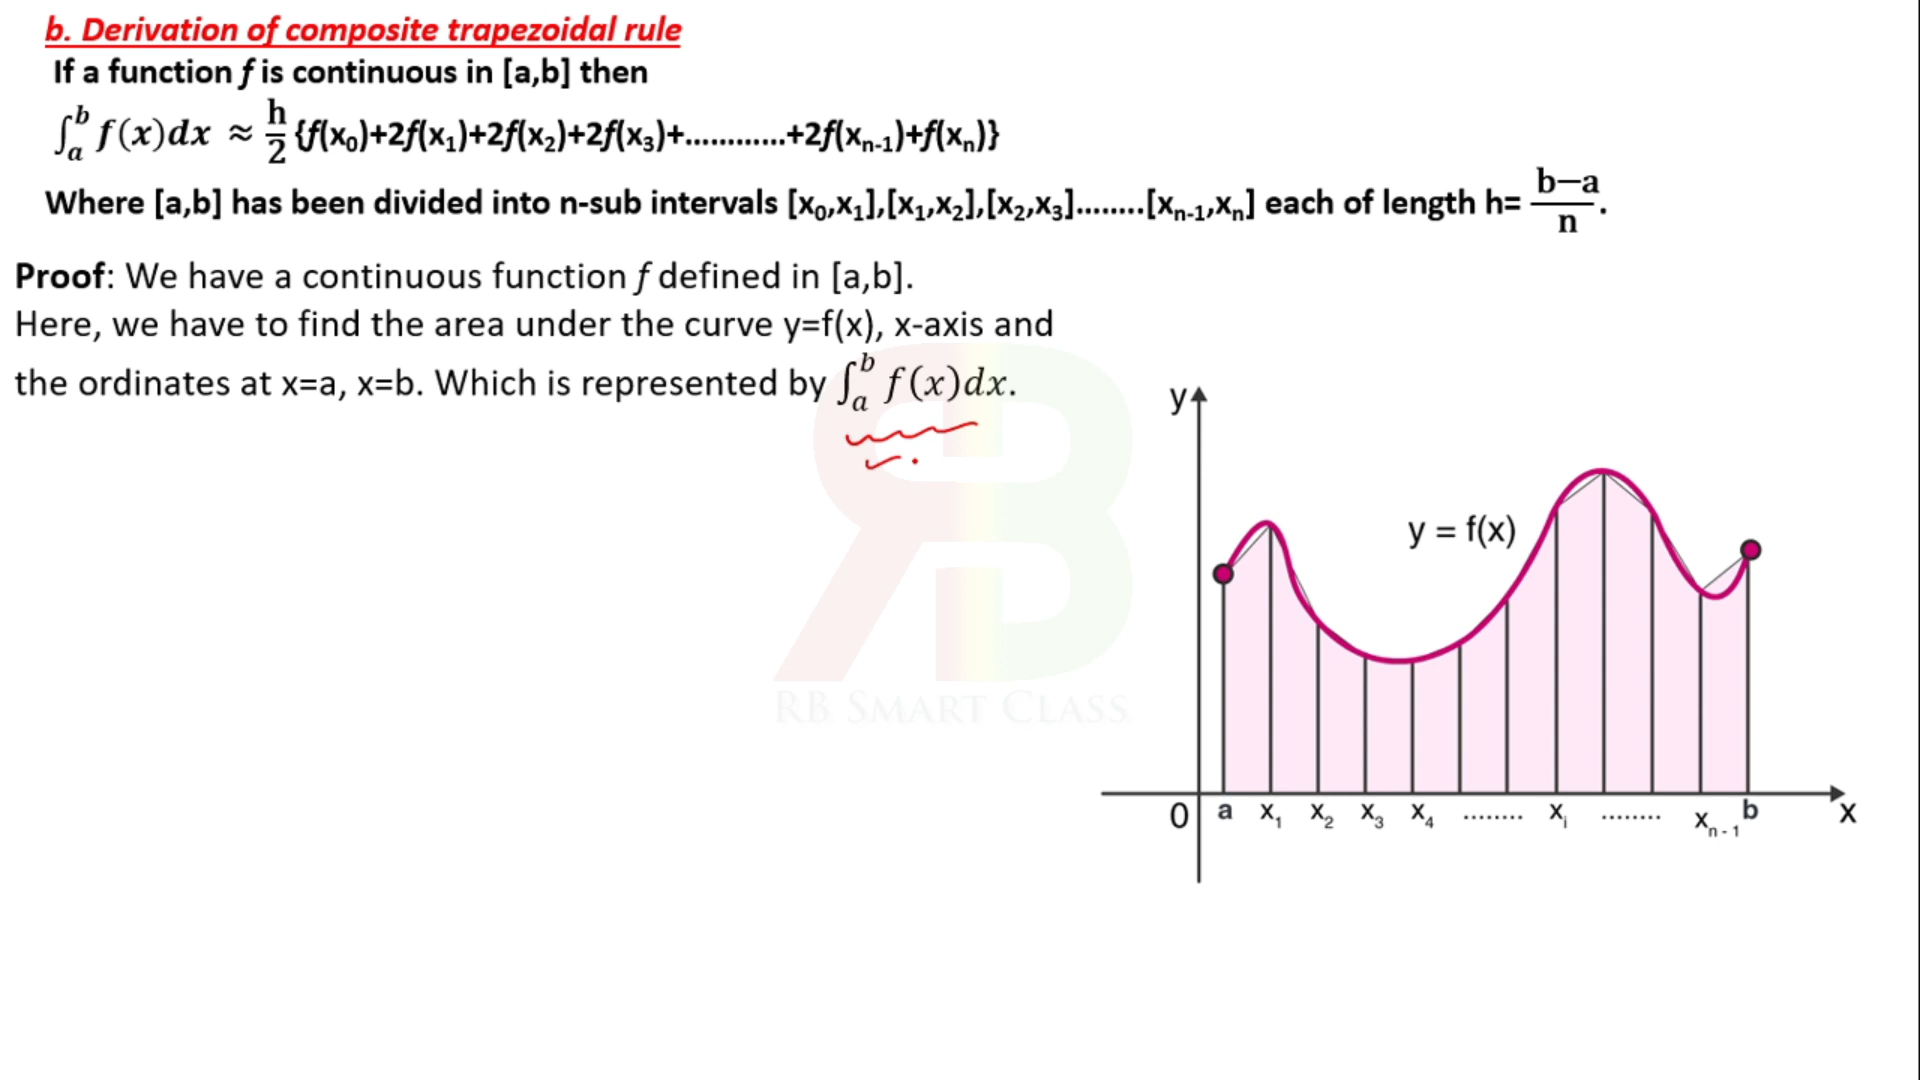 b. Derivation of composite trapezoidal rule
If a function f is continuous in [a,b] then
∫ₐᵇ f(x)dx ≈ h/2 {f(x₀)+2f(x₁)+2f(x₂)+2f(x₃)+............+2f(xₙ₋₁)+f(xₙ)}
Where [a,b] has been divided into n-sub intervals [x₀,x₁],[x₁,x₂],[x₂,x₃]........[xₙ₋₁,xₙ] each of length h= b−a/n.
Proof: We have a continuous function f defined in [a,b].
Here, we have to find the area under the curve y=f(x), x-axis and
the ordinates at x=a, x=b. Which is represented by ∫ₐᵇ f(x)dx.
y
y = f(x)
RB SMART CLASS
0 a x₁ x₂ x₃ x₄ ........ xᵢ ........ xₙ₋₁ b x